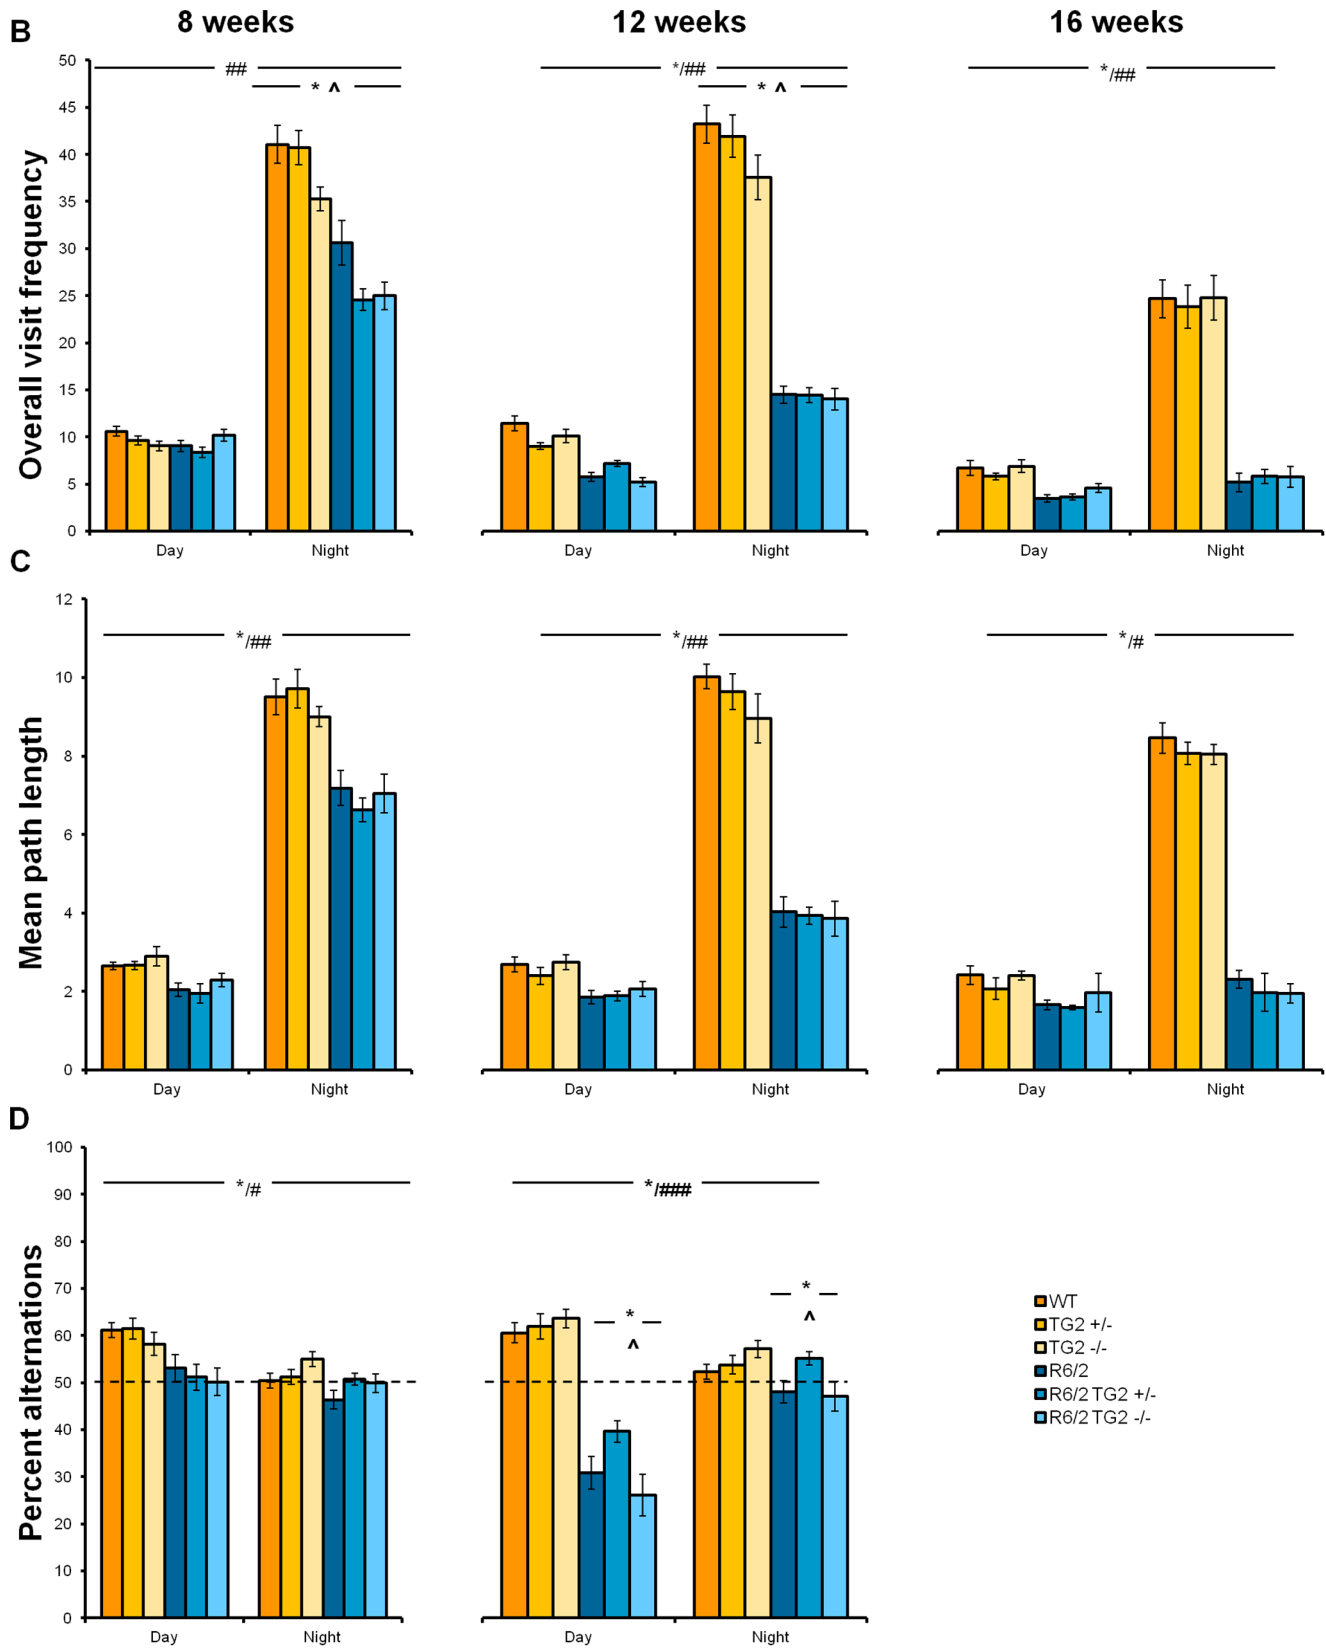 B
8 weeks
12 weeks
16 weeks
Overall visit frequency
50
45
40
35
30
25
20
15
10
5
0
##
* ^
*/##
* ^
*/##
Day
Night
Day
Night
Day
Night
C
Mean path length
12
10
8
6
4
2
0
*/##
*/##
*/#
Day
Night
Day
Night
Day
Night
D
Percent alternations
100
90
80
70
60
50
40
30
20
10
0
*/#
*/###
*
^
*
^
Day
Night
Day
Night
WT
TG2 +/-
TG2 -/-
R6/2
R6/2 TG2 +/-
R6/2 TG2 -/-